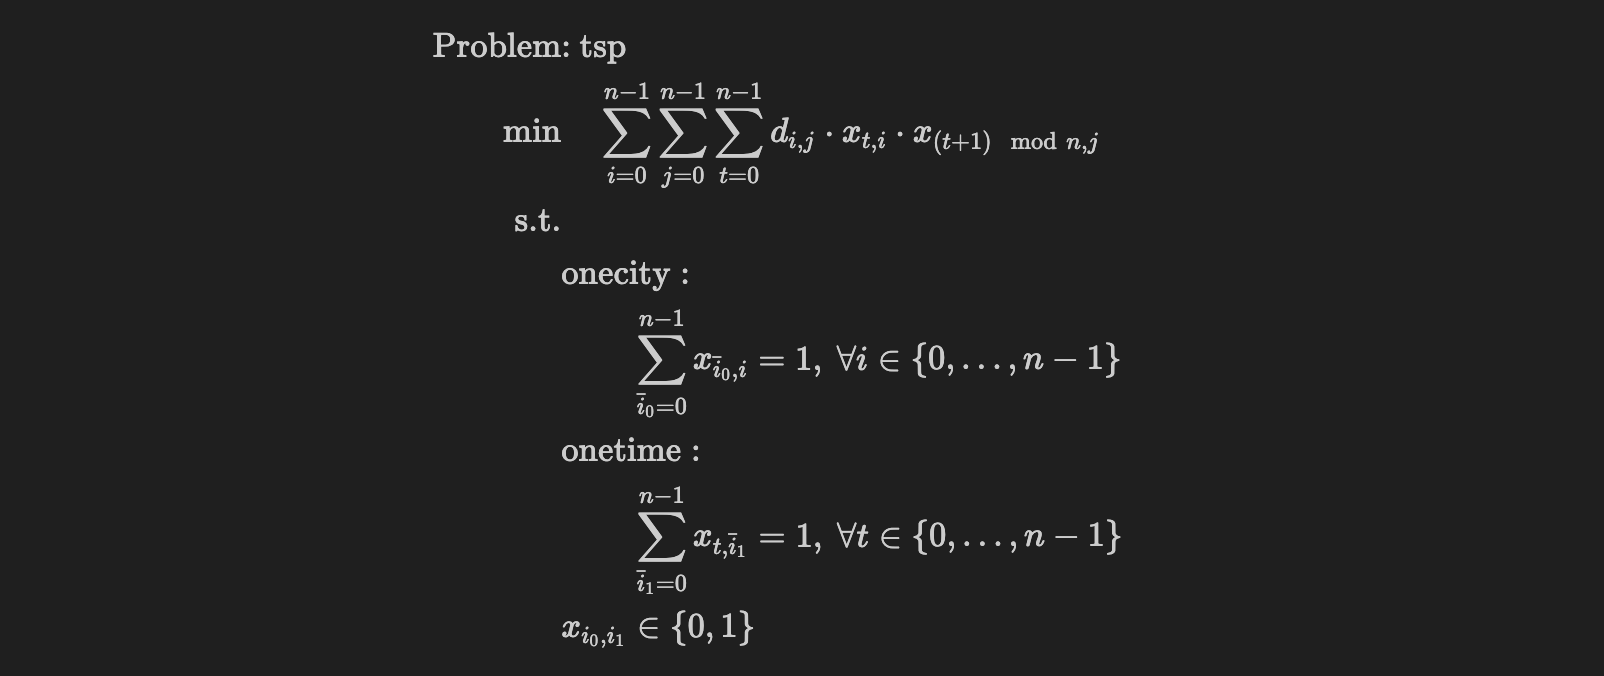 Problem: tsp
min \sum_{i=0}^{n-1} \sum_{j=0}^{n-1} \sum_{t=0}^{n-1} d_{i,j} \cdot x_{t,i} \cdot x_{(t+1) \mod n,j}
s.t.
onecity :
\sum_{\bar{i}_0=0}^{n-1} x_{\bar{i}_0,i} = 1, \forall i \in \{0, \ldots, n - 1\}
onetime :
\sum_{\bar{i}_1=0}^{n-1} x_{t,\bar{i}_1} = 1, \forall t \in \{0, \ldots, n - 1\}
x_{i_0,i_1} \in \{0, 1\}